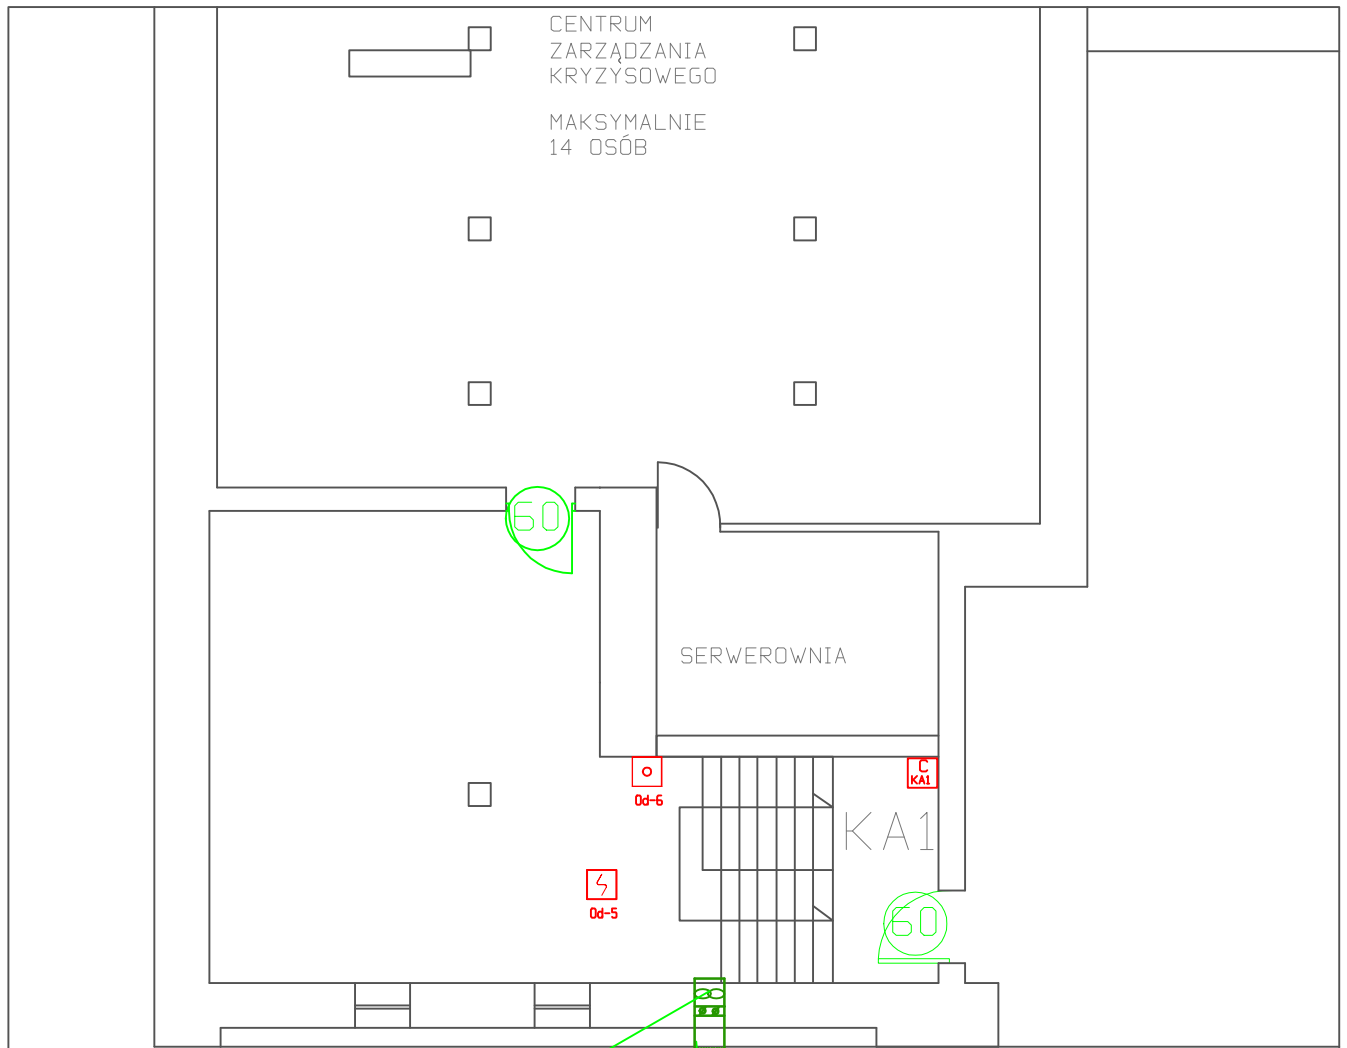 CENTRUM
ZARZĄDZANIA
KRYZYSOWEGO
MAKSYMALNIE
14 OSÓB
60
SERWEROWNIA
C
KA1
Od-6
KA1
Od-5
60